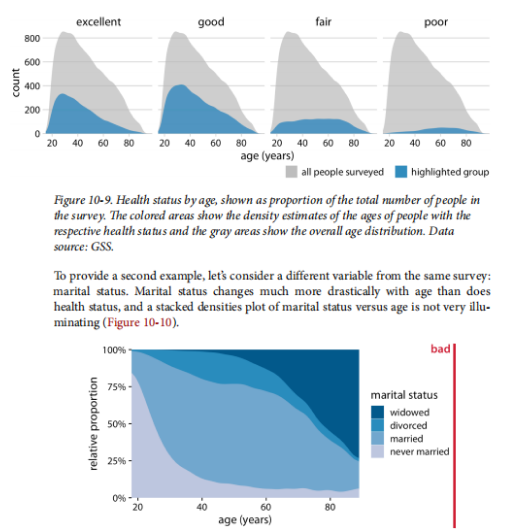 excellent good fair poor
800
600
400
200
0
count
20 40 60 80 20 40 60 80 20 40 60 80 20 40 60 80
age (years)
all people surveyed highlighted group
Figure 10-9. Health status by age, shown as proportion of the total number of people in
the survey. The colored areas show the density estimates of the ages of people with the
respective health status and the gray areas show the overall age distribution. Data
source: GSS.
To provide a second example, let’s consider a different variable from the same survey:
marital status. Marital status changes much more drastically with age than does
health status, and a stacked densities plot of marital status versus age is not very illu-
minating (Figure 10-10).
bad
100%
75%
50%
25%
0%
relative proportion
marital status
widowed
divorced
married
never married
20 40 60 80
age (years)